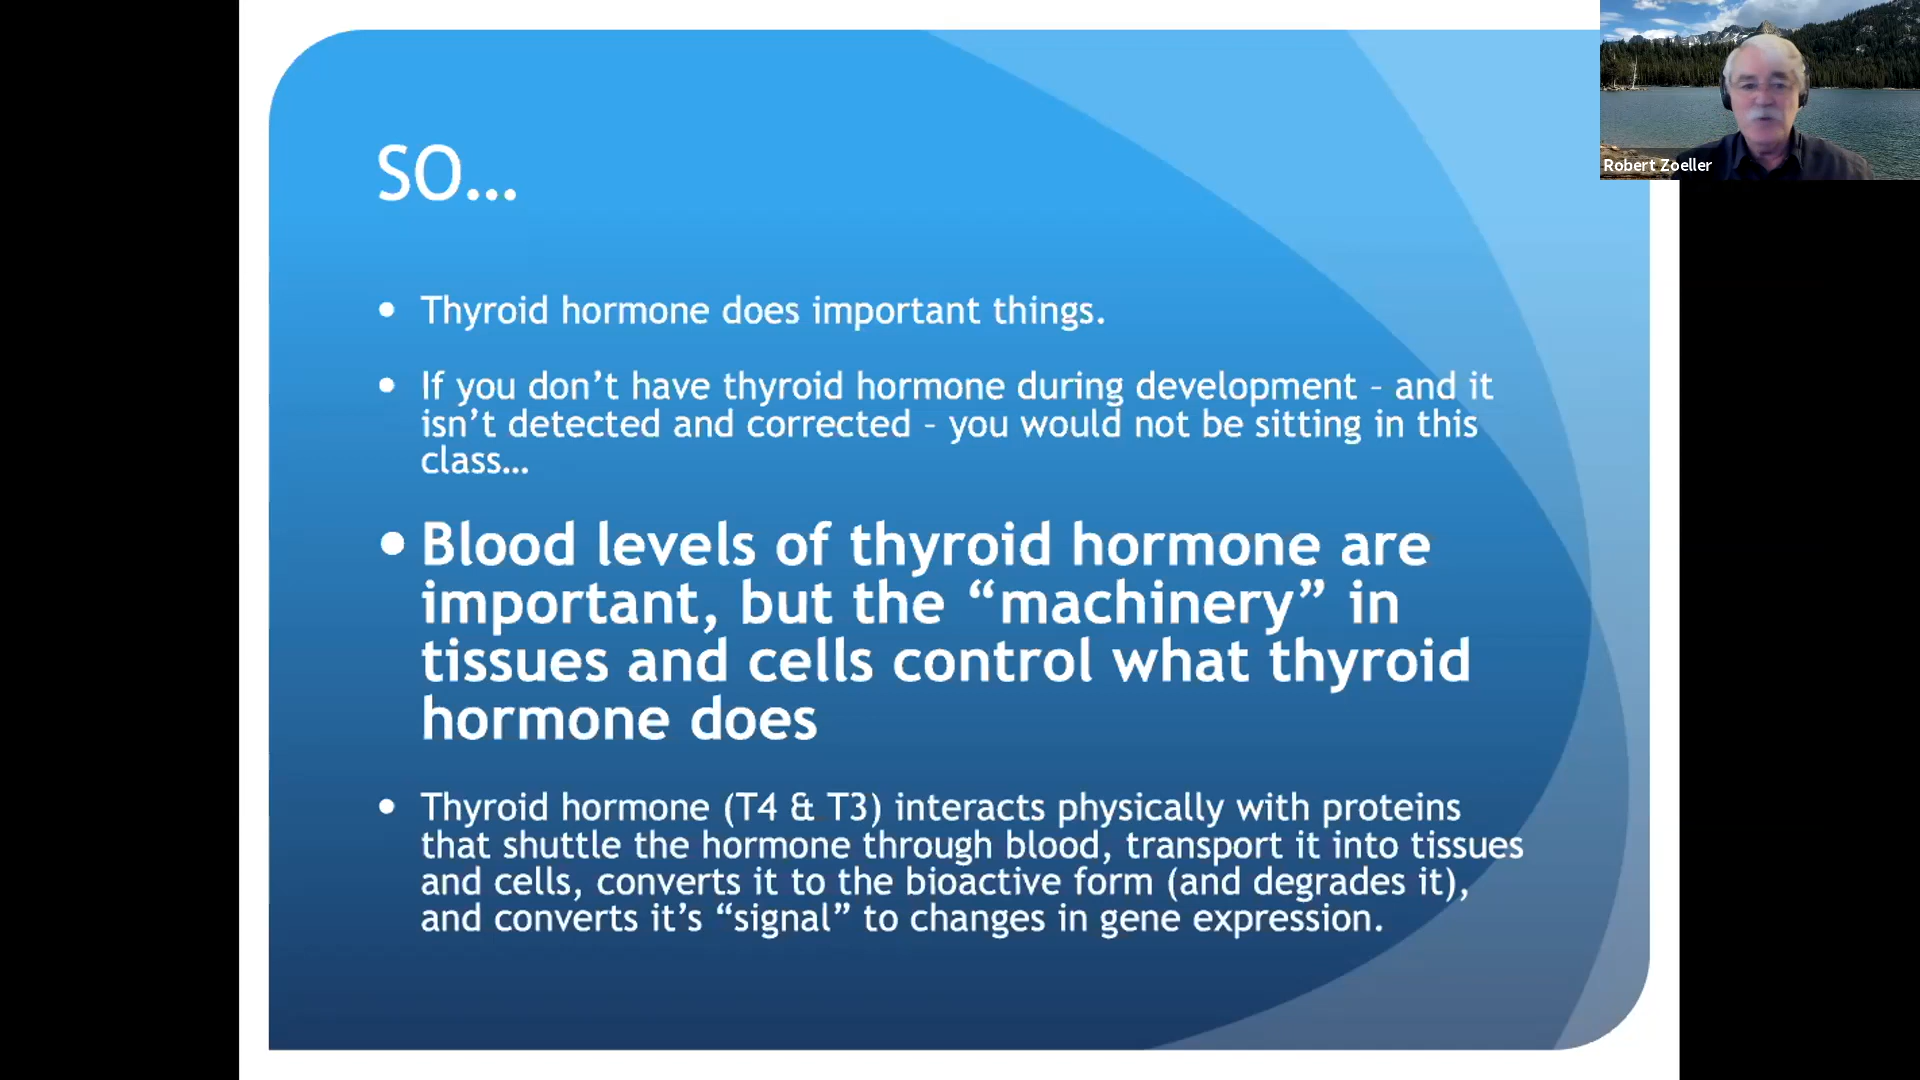 Robert Zoeller
SO...
• Thyroid hormone does important things.
• If you don’t have thyroid hormone during development – and it
isn’t detected and corrected – you would not be sitting in this
class…
• Blood levels of thyroid hormone are
important, but the “machinery” in
tissues and cells control what thyroid
hormone does
• Thyroid hormone (T4 & T3) interacts physically with proteins
that shuttle the hormone through blood, transport it into tissues
and cells, converts it to the bioactive form (and degrades it),
and converts it’s “signal” to changes in gene expression.